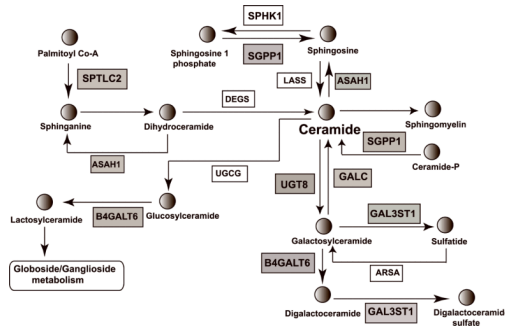 SPHK1
Palmitoyl Co-A
Sphingosine 1
phosphate
Sphingosine
SGPP1
SPTLC2
LASS
ASAH1
DEGS
Sphinganine
Dihydroceramide
Ceramide
Sphingomyelin
SGPP1
ASAH1
Ceramide-P
UGCG
GALC
UGT8
B4GALT6
GAL3ST1
Lactosylceramide
Glucosylceramide
Galactosylceramide
Sulfatide
B4GALT6
ARSA
Globoside/Ganglioside
metabolism
GAL3ST1
Digalactoceramide
Digalactoceramide
sulfate